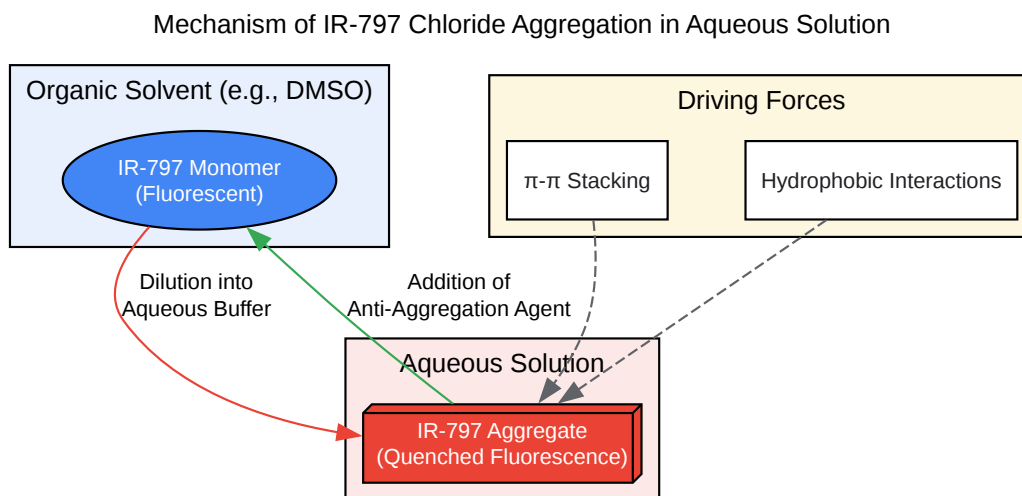 Mechanism of IR-797 Chloride Aggregation in Aqueous Solution
Organic Solvent (e.g., DMSO)
IR-797 Monomer
(Fluorescent)
Driving Forces
π-π Stacking
Hydrophobic Interactions
Dilution into
Aqueous Buffer
Addition of
Anti-Aggregation Agent
Aqueous Solution
IR-797 Aggregate
(Quenched Fluorescence)